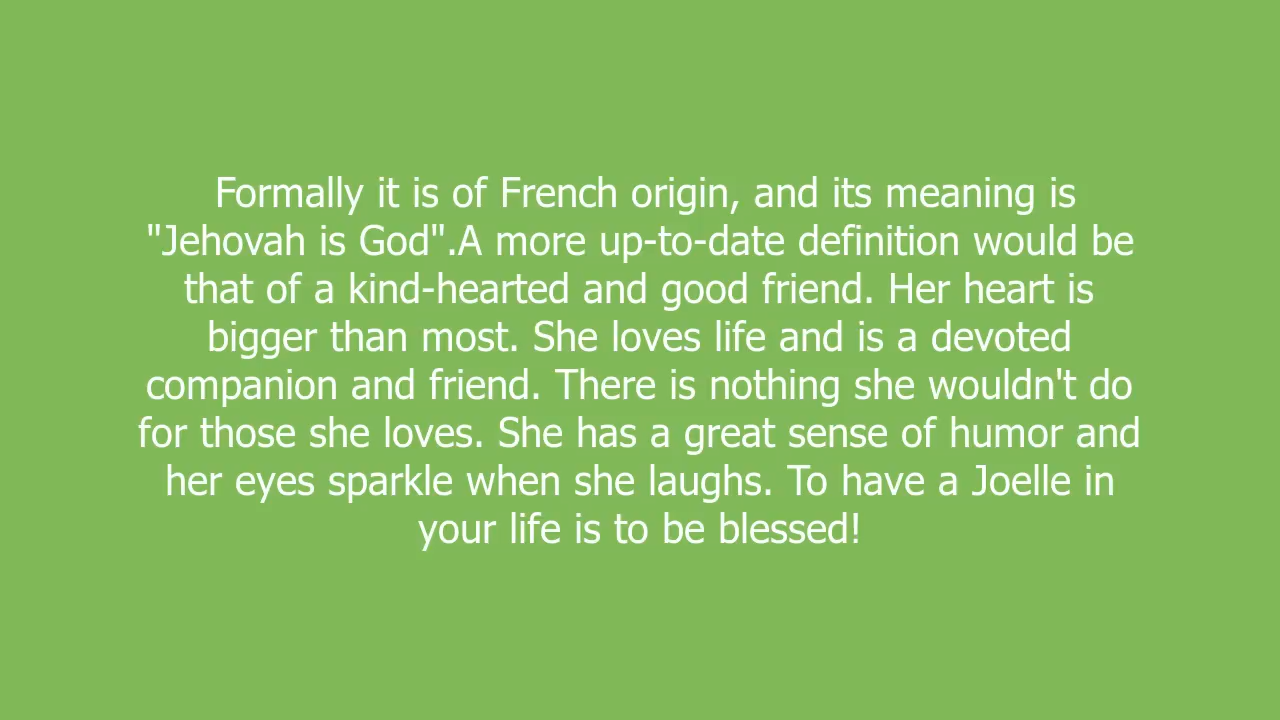 Formally it is of French origin, and its meaning is
"Jehovah is God".A more up-to-date definition would be
that of a kind-hearted and good friend. Her heart is
bigger than most. She loves life and is a devoted
companion and friend. There is nothing she wouldn't do
for those she loves. She has a great sense of humor and
her eyes sparkle when she laughs. To have a Joelle in
your life is to be blessed!